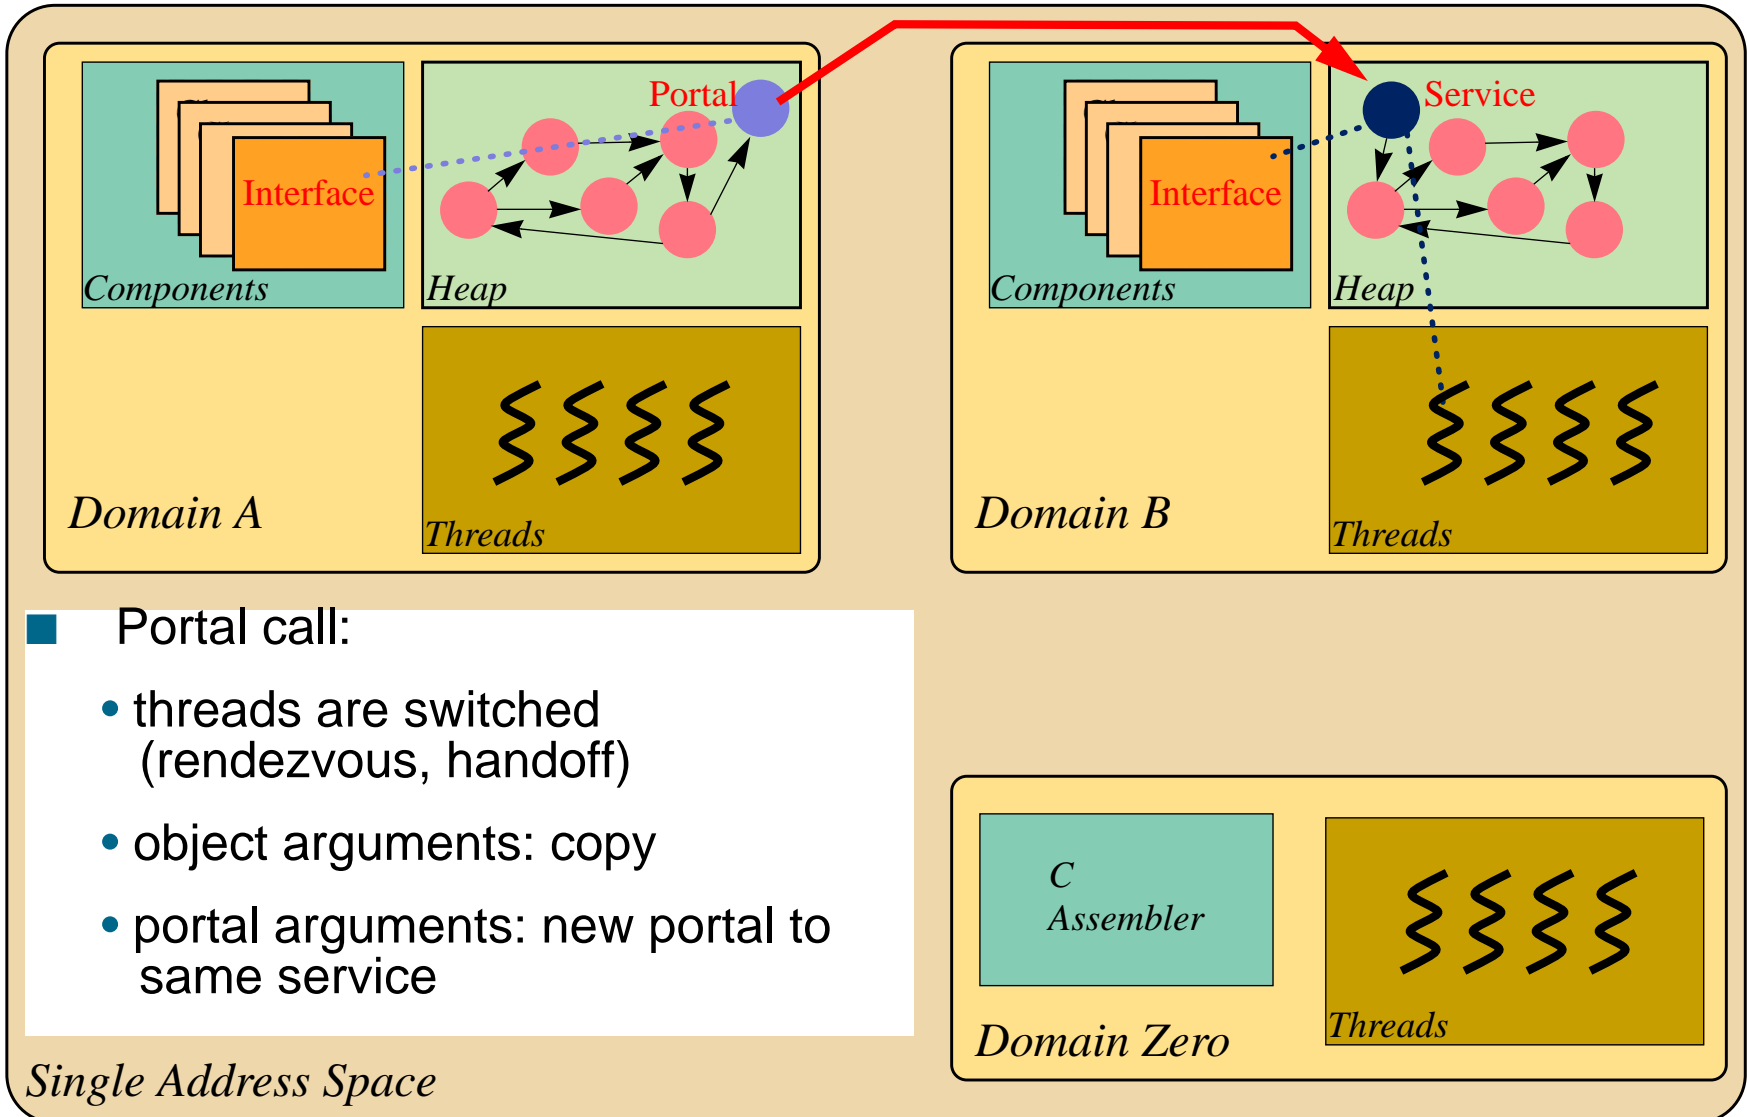 Portal
Interface
Components
Heap
Domain A
Threads
Service
Interface
Components
Heap
Domain B
Threads
Portal call:
• threads are switched
(rendezvous, handoff)
• object arguments: copy
• portal arguments: new portal to
same service
C
Assembler
Domain Zero
Threads
Single Address Space